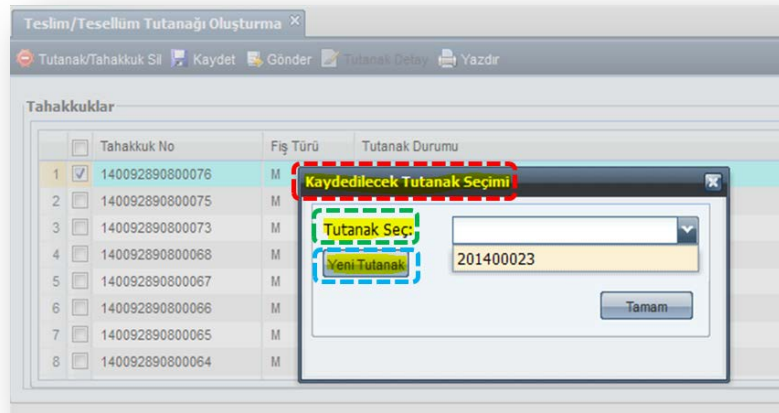 Teslim/Tesellüm Tutanağı Oluşturma
Tutanak/Tahakkuk Sil Kaydet Gönder Tutanak Detay Yazdır
Tahakkuklar
Tahakkuk No Fiş Türü Tutanak Durumu
1 140092890800076 M
2 140092890800075 M
3 140092890800073 M
4 140092890800068 M
5 140092890800067 M
6 140092890800066 M
7 140092890800065 M
8 140092890800064 M
Kaydedilecek Tutanak Seçimi
Tutanak Seç:
Yeni Tutanak
201400023
Tamam